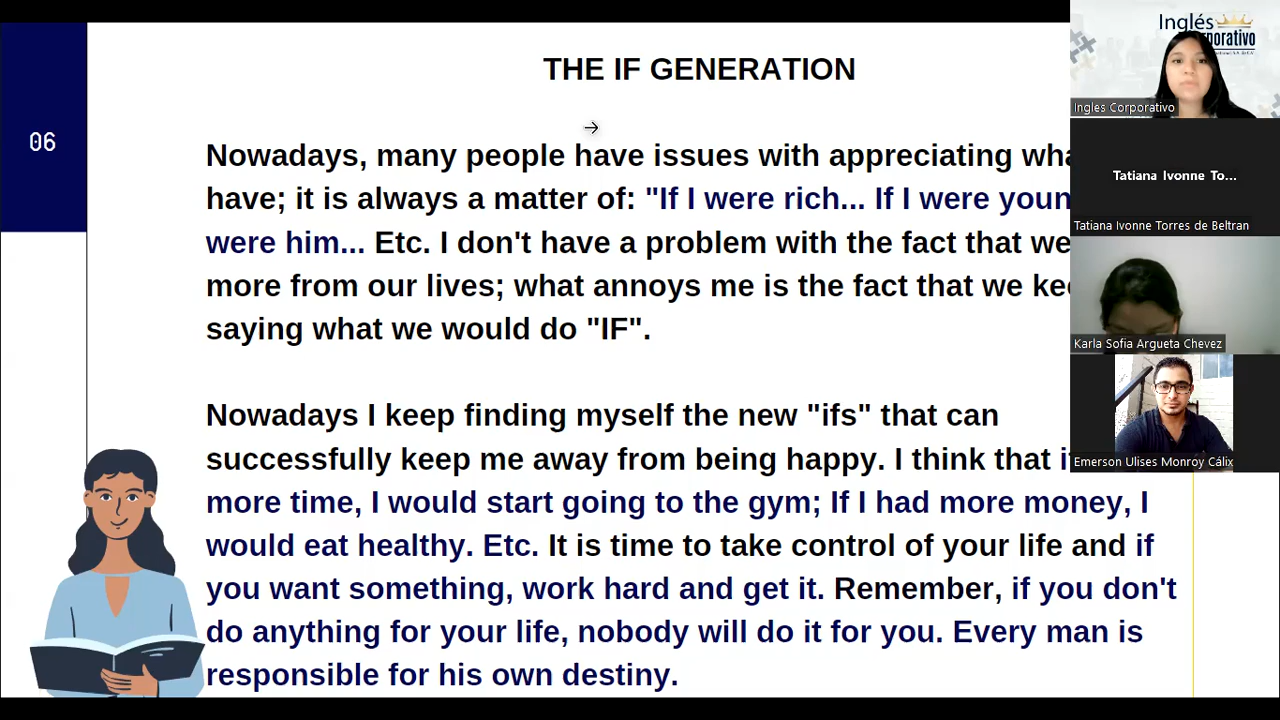 THE IF GENERATION
06
Nowadays, many people have issues with appreciating
have; it is always a matter of: "If I were rich... If I were
were him... Etc. I don't have a problem with the fact that we
more from our lives; what annoys me is the fact that we
saying what we would do "IF".
Nowadays I keep finding myself the new "ifs" that can
successfully keep me away from being happy. I think that
more time, I would start going to the gym; If I had more money, I
would eat healthy. Etc. It is time to take control of your life and if
you want something, work hard and get it. Remember, if you don't
do anything for your life, nobody will do it for you. Every man is
responsible for his own destiny.
Inglés
Ingles Corporativo
Tatiana Ivonne To...
Tatiana Ivonne Torres de Beltran
Karla Sofia Argueta Chevez
Emerson Ulises Monroy Cálix